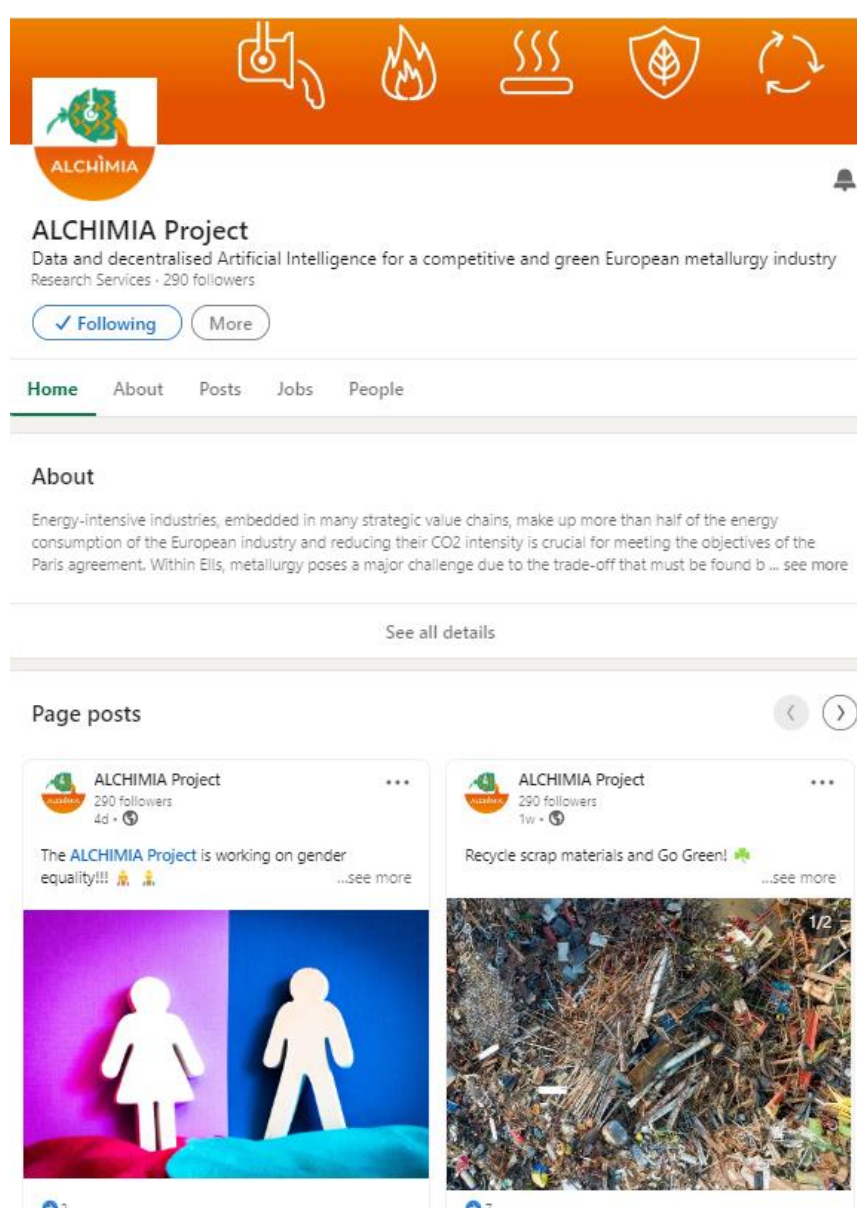 ALCHÌMIA
ALCHIMIA Project
Data and decentralised Artificial Intelligence for a competitive and green European metallurgy industry
Research Services · 290 followers
✓ Following
More
Home
About
Posts
Jobs
People
About
Energy-intensive industries, embedded in many strategic value chains, make up more than half of the energy
consumption of the European industry and reducing their CO2 intensity is crucial for meeting the objectives of the
Paris agreement. Within EIIs, metallurgy poses a major challenge due to the trade-off that must be found b ... see more
See all details
Page posts
ALCHIMIA Project
290 followers
4d •
The ALCHIMIA Project is working on gender
equality!!! ...see more
ALCHIMIA Project
290 followers
1w •
Recycle scrap materials and Go Green! ☘️
...see more
1/2